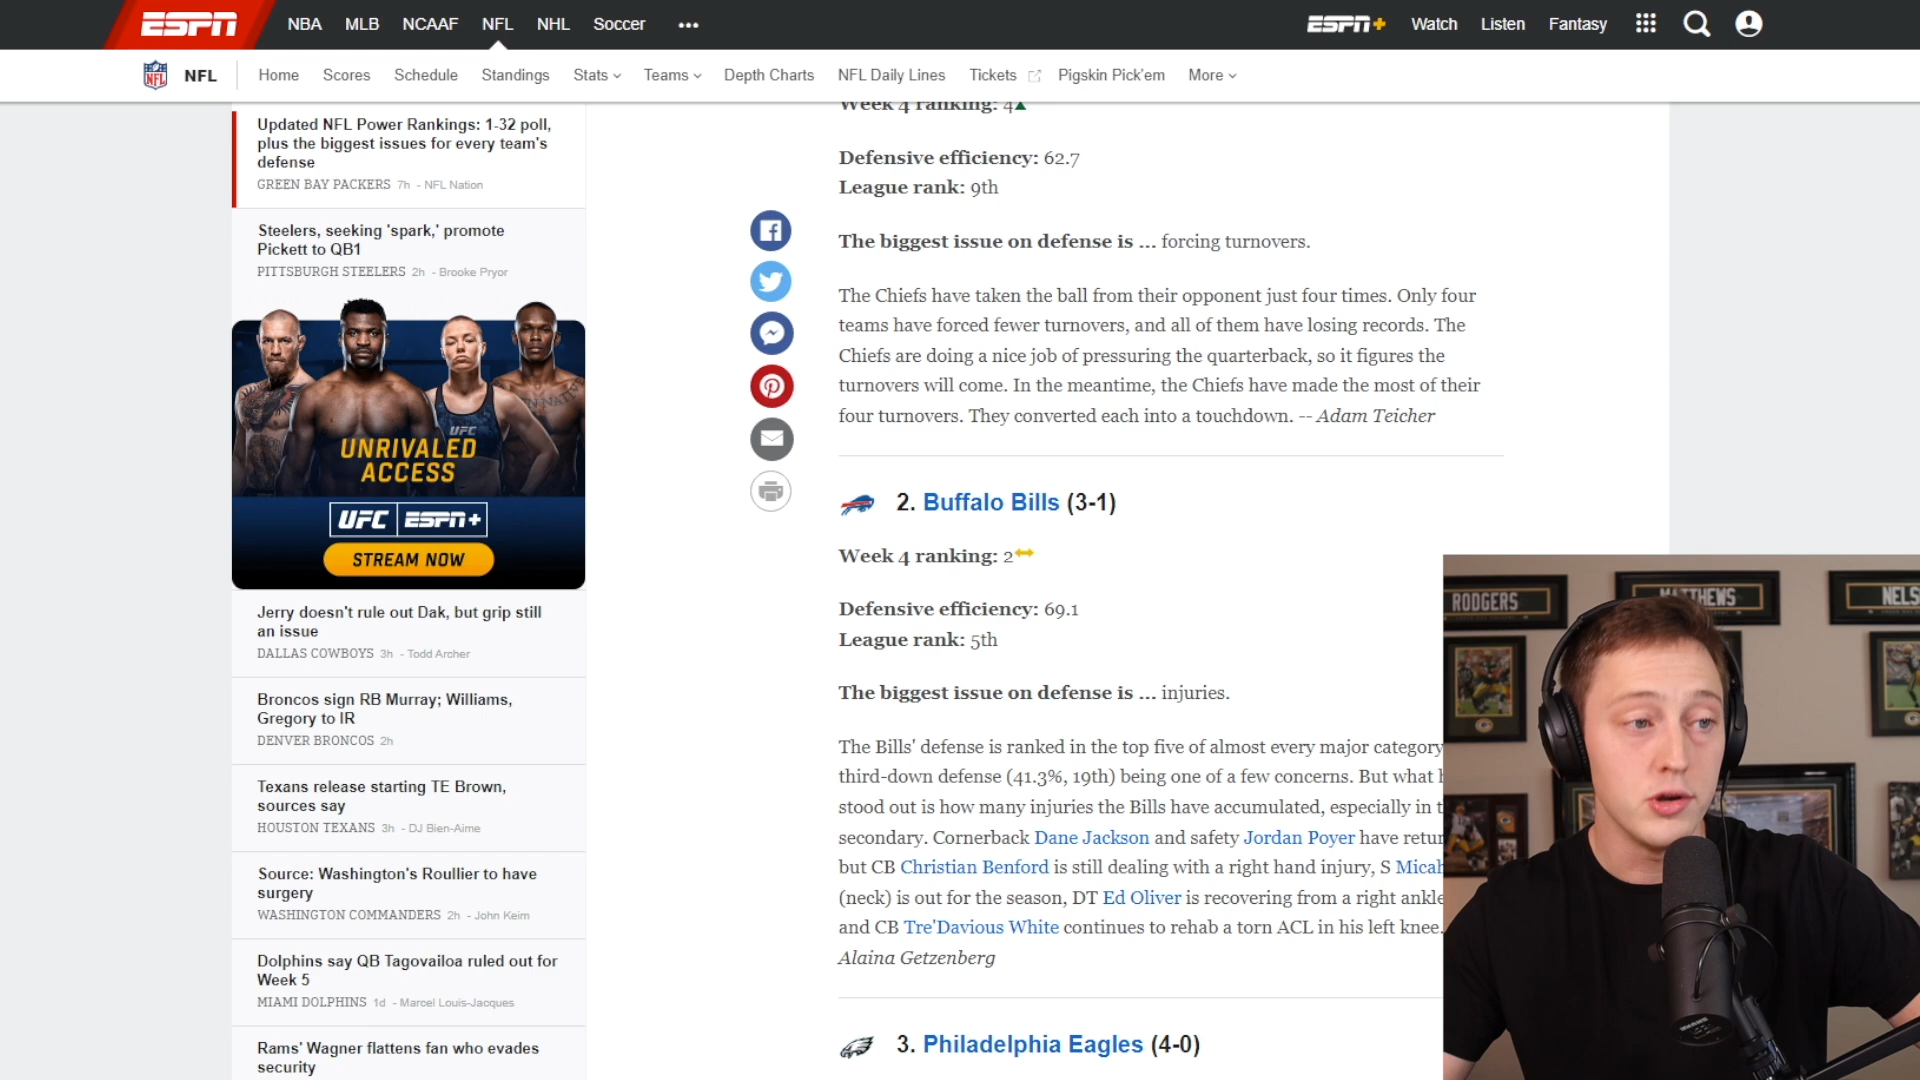 ESPN NBA MLB NCAAF NFL NHL Soccer ••• ESPN+ Watch Listen Fantasy
NFL NFL Home Scores Schedule Standings Stats Teams Depth Charts NFL Daily Lines Tickets Pigskin Pick'em More
Updated NFL Power Rankings: 1-32 poll,
plus the biggest issues for every team's
defense
GREEN BAY PACKERS 7h - NFL Nation
Steelers, seeking 'spark,' promote
Pickett to QB1
PITTSBURGH STEELERS 2h - Brooke Pryor
UFC
UNRIVALED
ACCESS
UFC ESPN+
STREAM NOW
Jerry doesn't rule out Dak, but grip still
an issue
DALLAS COWBOYS 3h - Todd Archer
Broncos sign RB Murray; Williams,
Gregory to IR
DENVER BRONCOS 2h
Texans release starting TE Brown,
sources say
HOUSTON TEXANS 3h - DJ Bien-Aime
Source: Washington's Roullier to have
surgery
WASHINGTON COMMANDERS 2h - John Keim
Dolphins say QB Tagovailoa ruled out for
Week 5
MIAMI DOLPHINS 1d - Marcel Louis-Jacques
Rams' Wagner flattens fan who evades
security
Week 4 ranking: 4
Defensive efficiency: 62.7
League rank: 9th
The biggest issue on defense is ... forcing turnovers.
The Chiefs have taken the ball from their opponent just four times. Only four
teams have forced fewer turnovers, and all of them have losing records. The
Chiefs are doing a nice job of pressuring the quarterback, so it figures the
turnovers will come. In the meantime, the Chiefs have made the most of their
four turnovers. They converted each into a touchdown. -- Adam Teicher
2. Buffalo Bills (3-1)
Week 4 ranking: 2
Defensive efficiency: 69.1
League rank: 5th
The biggest issue on defense is ... injuries.
The Bills' defense is ranked in the top five of almost every major category
third-down defense (41.3%, 19th) being one of a few concerns. But what
stood out is how many injuries the Bills have accumulated, especially in
secondary. Cornerback Dane Jackson and safety Jordan Poyer have retur
but CB Christian Benford is still dealing with a right hand injury, S Micah
(neck) is out for the season, DT Ed Oliver is recovering from a right ankle
and CB Tre'Davious White continues to rehab a torn ACL in his left knee.
Alaina Getzenberg
3. Philadelphia Eagles (4-0)
RODGERS
MATTHEWS
NELS